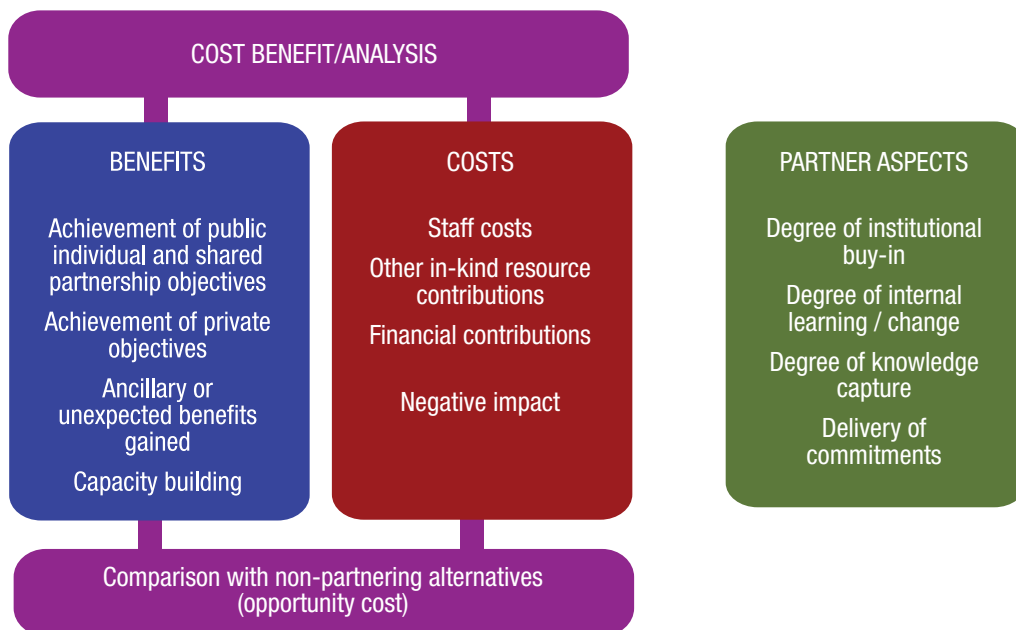 COST BENEFIT/ANALYSIS
BENEFITS
Achievement of public
individual and shared
partnership objectives
Achievement of private
objectives
Ancillary or
unexpected benefits
gained
Capacity building
COSTS
Staff costs
Other in-kind resource
contributions
Financial contributions
Negative impact
PARTNER ASPECTS
Degree of institutional
buy-in
Degree of internal
learning / change
Degree of knowledge
capture
Delivery of
commitments
Comparison with non-partnering alternatives
(opportunity cost)